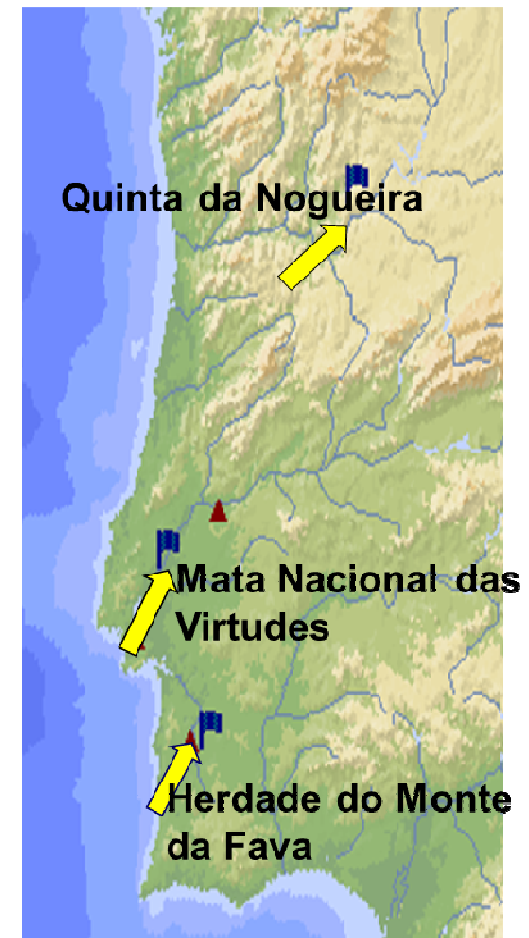 Quinta da Nogueira
Mata Nacional das
Virtudes
Herdade do Monte
da Fava